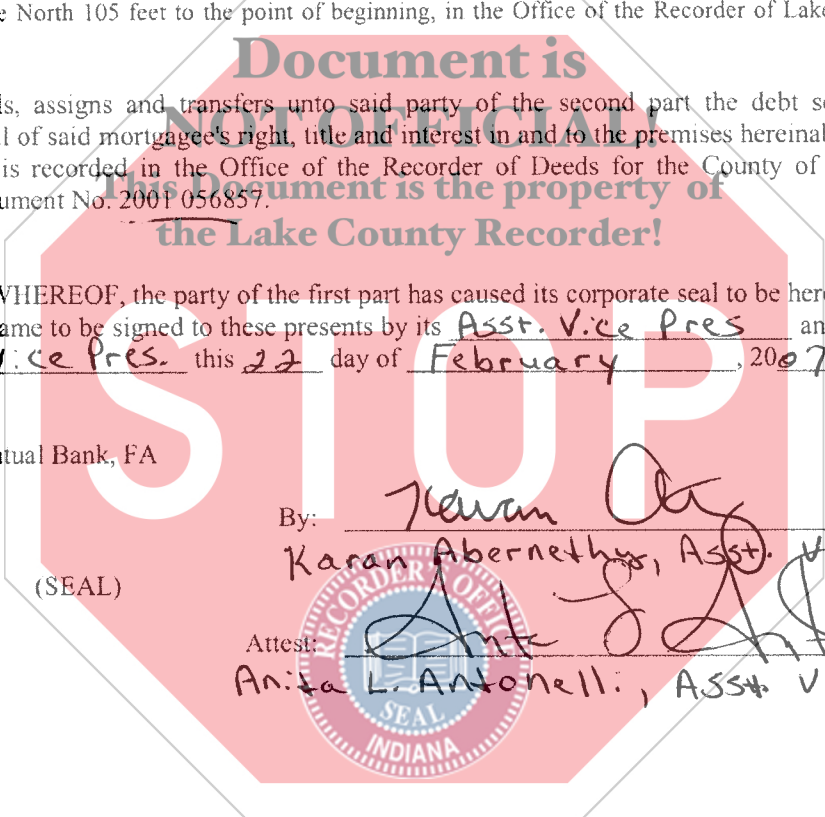 e North 105 feet to the point of beginning, in the Office of the Recorder of Lake
Document is
ls, assigns and transfers unto said party of the second part the debt se
NOT OFFICIAL!
l of said mortgagee's right, title and interest in and to the premises hereinab
is recorded in the Office of the Recorder of Deeds for the County of
This Document is the property of
ument No. 2001 056857.
the Lake County Recorder!
WHEREOF, the party of the first part has caused its corporate seal to be here
ame to be signed to these presents by its Asst. Vice Pres an
Vice Pres. this 22 day of February, 2007
STOP
tual Bank, FA
By:
Karan Abernethy, Asst. V
(SEAL)
RECORDER'S OFFICE
Attest:
Anita L. Antonelli, Asst. V
SEAL
INDIANA